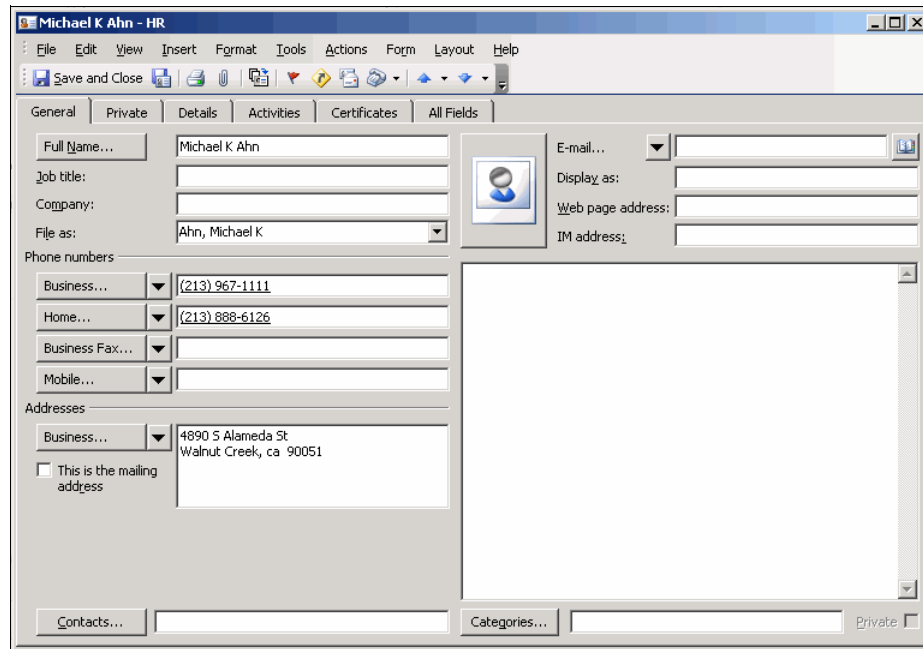 Michael K Ahn - HR
File Edit View Insert Format Tools Actions Form Layout Help
Save and Close
General Private Details Activities Certificates All Fields
Full Name... Michael K Ahn
Job title:
Company:
File as: Ahn, Michael K
E-mail...
Display as:
Web page address:
IM address:
Phone numbers
Business... (213) 967-1111
Home... (213) 888-6126
Business Fax...
Mobile...
Addresses
Business... 4890 S Alameda St
Walnut Creek, ca 90051
This is the mailing
address
Contacts... Categories... Private